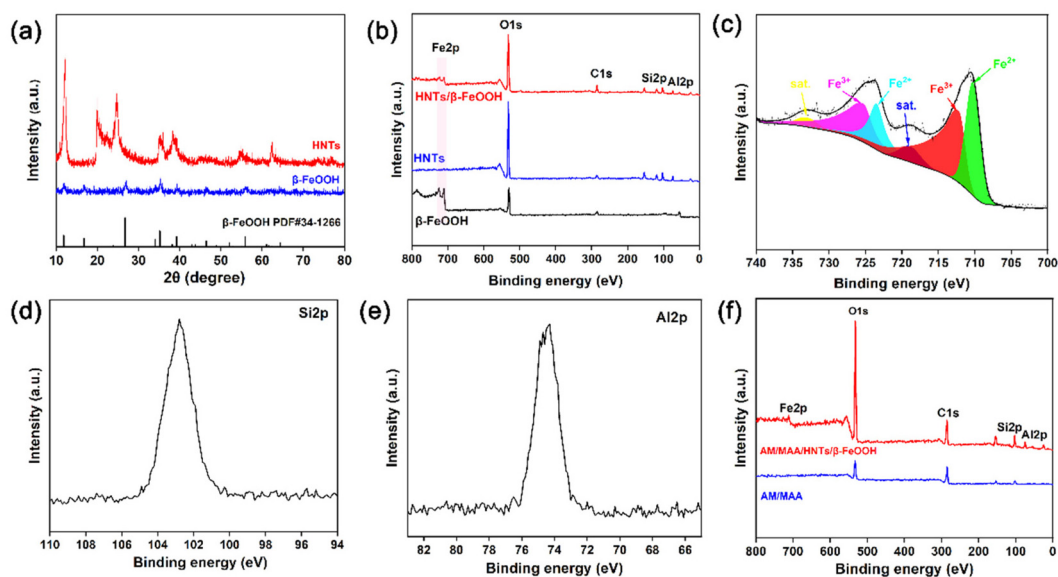 (a)
Intensity (a.u.)
HNTs
β-FeOOH
β-FeOOH PDF#34-1266
10 20 30 40 50 60 70 80
2θ (degree)
(b)
Intensity (a.u.)
O1s
Fe2p
C1s
Si2p
Al2p
HNTs/β-FeOOH
HNTs
β-FeOOH
800 700 600 500 400 300 200 100 0
Binding energy (eV)
(c)
Intensity (a.u.)
Fe²⁺
Fe³⁺
Fe²⁺
Fe³⁺
sat.
sat.
740 735 730 725 720 715 710 705 700
Binding energy (eV)
(d)
Si2p
Intensity (a.u.)
110 108 106 104 102 100 98 96 94
Binding energy (eV)
(e)
Al2p
Intensity (a.u.)
82 80 78 76 74 72 70 68 66
Binding energy (eV)
(f)
O1s
Intensity (a.u.)
Fe2p
C1s
Si2p
Al2p
AM/MAA/HNTs/β-FeOOH
AM/MAA
800 700 600 500 400 300 200 100 0
Binding energy (eV)